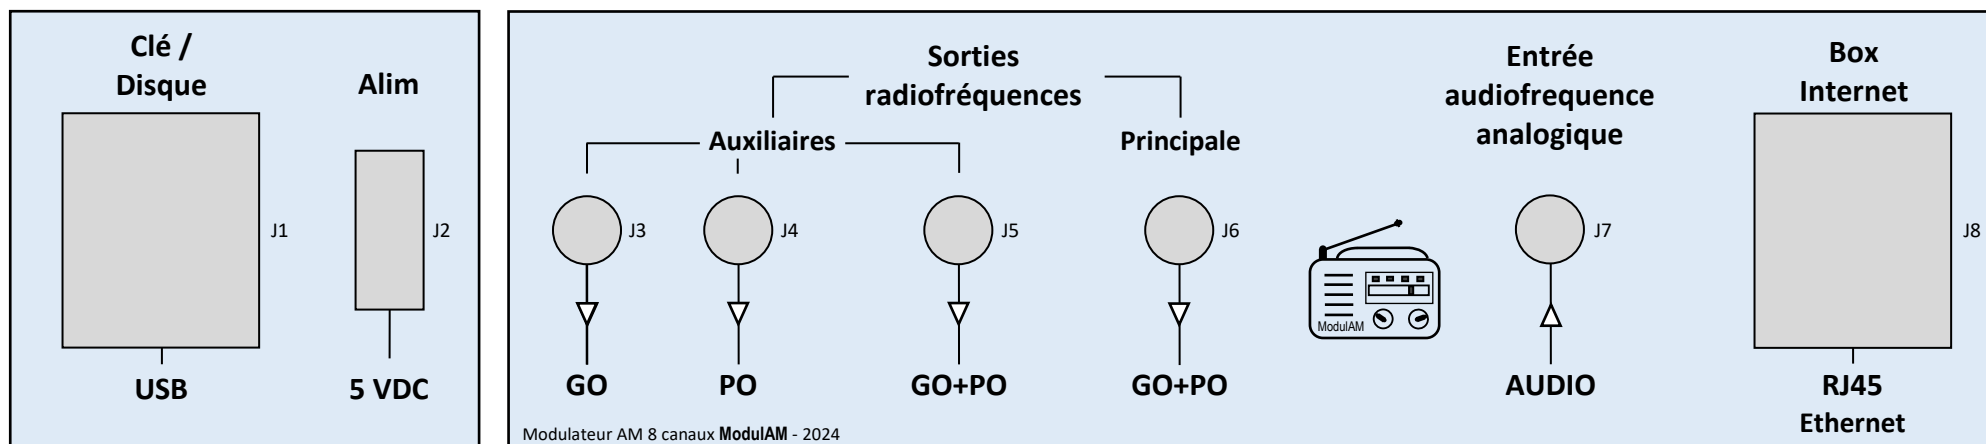 Clé /
Disque
Alim
J1
J2
USB
5 VDC
Sorties
radiofréquences
Auxiliaires
Principale
Entrée
audiofrequence
analogique
Box
Internet
J3
J4
J5
J6
J7
J8
ModulAM
GO
PO
GO+PO
GO+PO
AUDIO
RJ45
Ethernet
Modulateur AM 8 canaux ModulAM - 2024